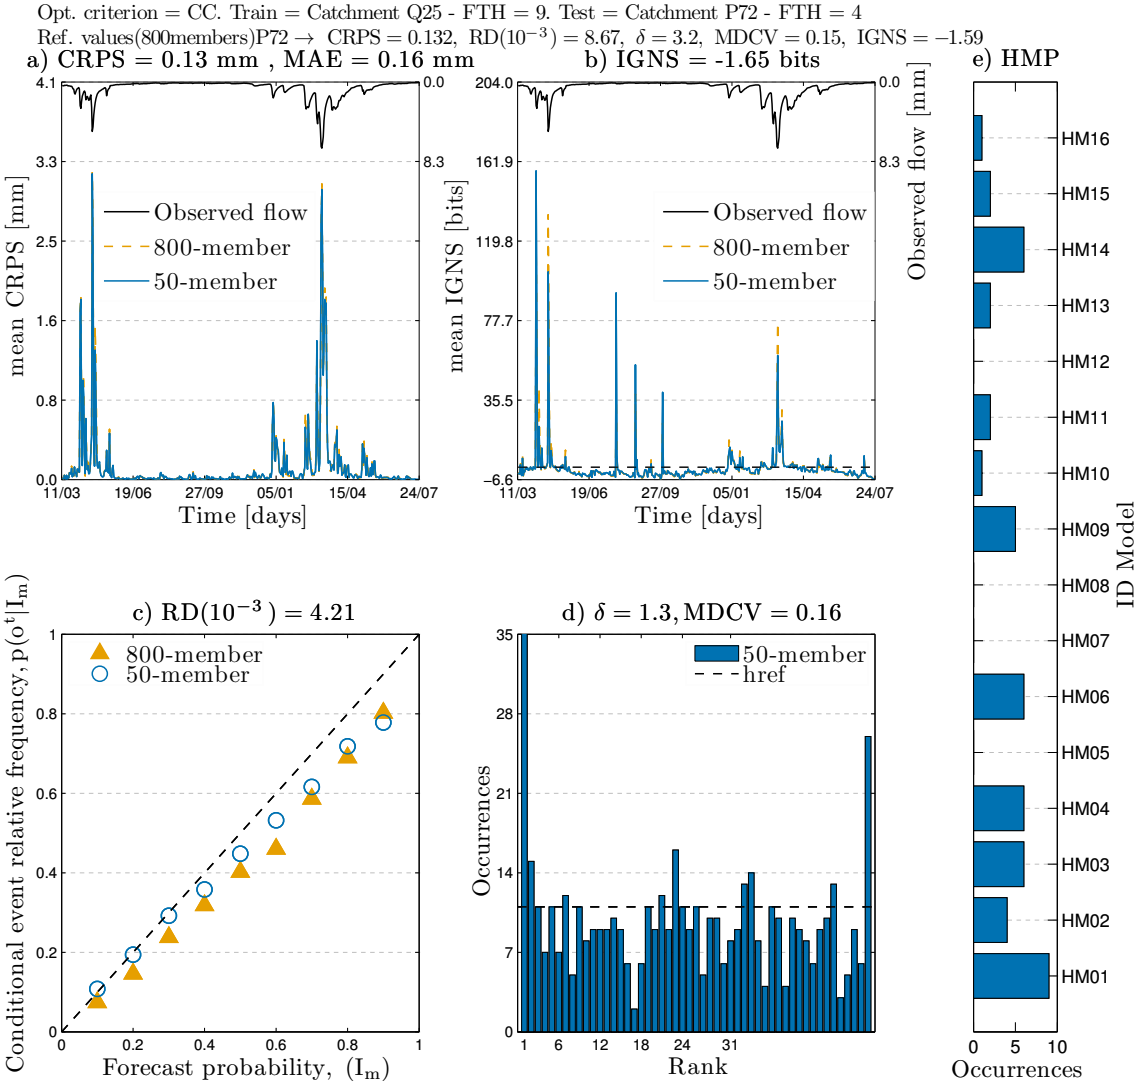 Opt. criterion = CC. Train = Catchment Q25 - FTH = 9. Test = Catchment P72 - FTH = 4
Ref. values(800members)P72 → CRPS = 0.132, RD(10⁻³) = 8.67, δ = 3.2, MDCV = 0.15, IGNS = −1.59
a) CRPS = 0.13 mm , MAE = 0.16 mm
4.1
3.3
2.5
1.6
0.8
0.0
0.0
8.3
mean CRPS [mm]
Observed flow
800-member
50-member
11/03
19/06
27/09
05/01
15/04
24/07
Time [days]
b) IGNS = -1.65 bits
204.0
161.9
119.8
77.7
35.5
−6.6
0.0
8.3
mean IGNS [bits]
Observed flow [mm]
Observed flow
800-member
50-member
11/03
19/06
27/09
05/01
15/04
24/07
Time [days]
c) RD(10⁻³) = 4.21
Conditional event relative frequency, p(oᵗ|Iₘ)
800-member
50-member
1
0.8
0.6
0.4
0.2
0
0
0.2
0.4
0.6
0.8
1
Forecast probability, (Iₘ)
d) δ = 1.3, MDCV = 0.16
50-member
href
Occurrences
35
28
21
14
7
0
1
6
12
18
24
31
Rank
e) HMP
HM16
HM15
HM14
HM13
HM12
HM11
HM10
HM09
HM08
HM07
HM06
HM05
HM04
HM03
HM02
HM01
ID Model
0
5
10
Occurrences